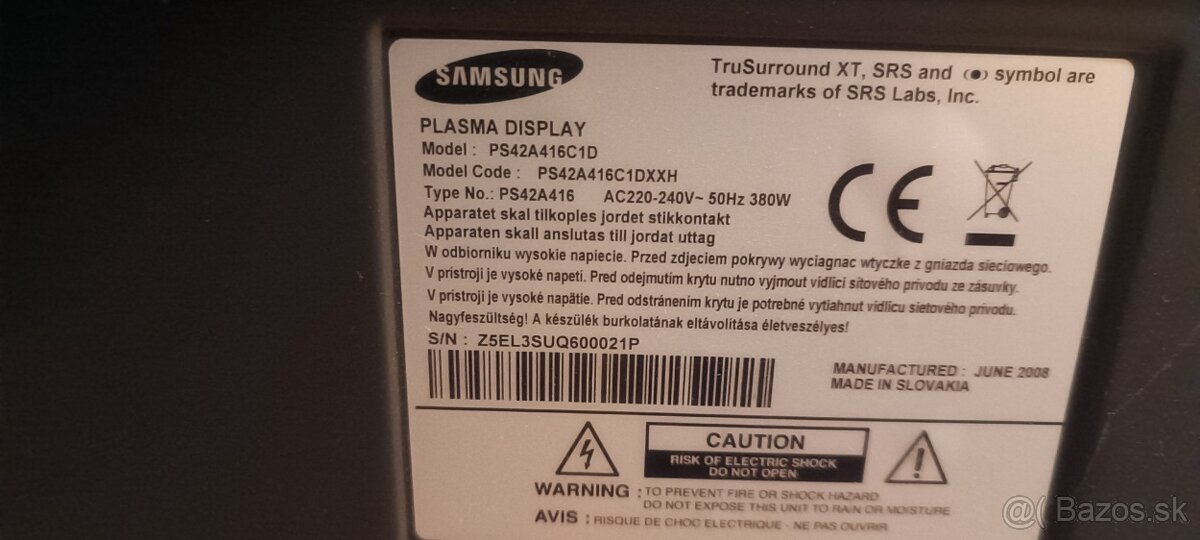 SAMSUNG
TruSurround XT, SRS and (●) symbol are
trademarks of SRS Labs, Inc.
PLASMA DISPLAY
Model : PS42A416C1D
Model Code : PS42A416C1DXXH
Type No.: PS42A416 AC220-240V~ 50Hz 380W
Apparatet skal tilkoples jordet stikkontakt
Apparaten skall anslutas till jordat uttag
W odbiorniku wysokie napiecie. Przed zdjeciem pokrywy wyciagnac wtyczke z gniazda sieciowego.
V prístroji je vysoké napetí. Pred odejmutím krytu nutno vyjmout vidlici sítového prívodu ze zásuvky.
V prístroji je vysoké napätie. Pred odstránením krytu je potrebné vytiahnut vidlicu sietového prívodu.
Nagyfeszültség! A készülék burkolatának eltávolítása életveszélyes!
S/N : Z5EL3SUQ600021P
MANUFACTURED : JUNE 2008
MADE IN SLOVAKIA
CE
CAUTION
RISK OF ELECTRIC SHOCK
DO NOT OPEN
WARNING : TO PREVENT FIRE OR SHOCK HAZARD
DO NOT EXPOSE THIS UNIT TO RAIN OR MOISTURE
AVIS : RISQUE DE CHOC ELECTRIQUE - NE PAS OUVRIR
@( Bazos.sk